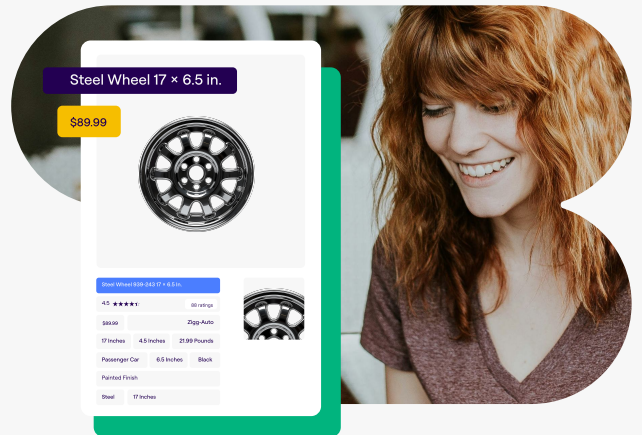 Steel Wheel 17 × 6.5 in.
$89.99
Steel Wheel 939-243 17 × 6.5 in.
4.5 ★★★★ 88 ratings
$89.99 Zigg-Auto
17 Inches 4.5 Inches 21.99 Pounds
Passenger Car 6.5 Inches Black
Painted Finish
Steel 17 Inches